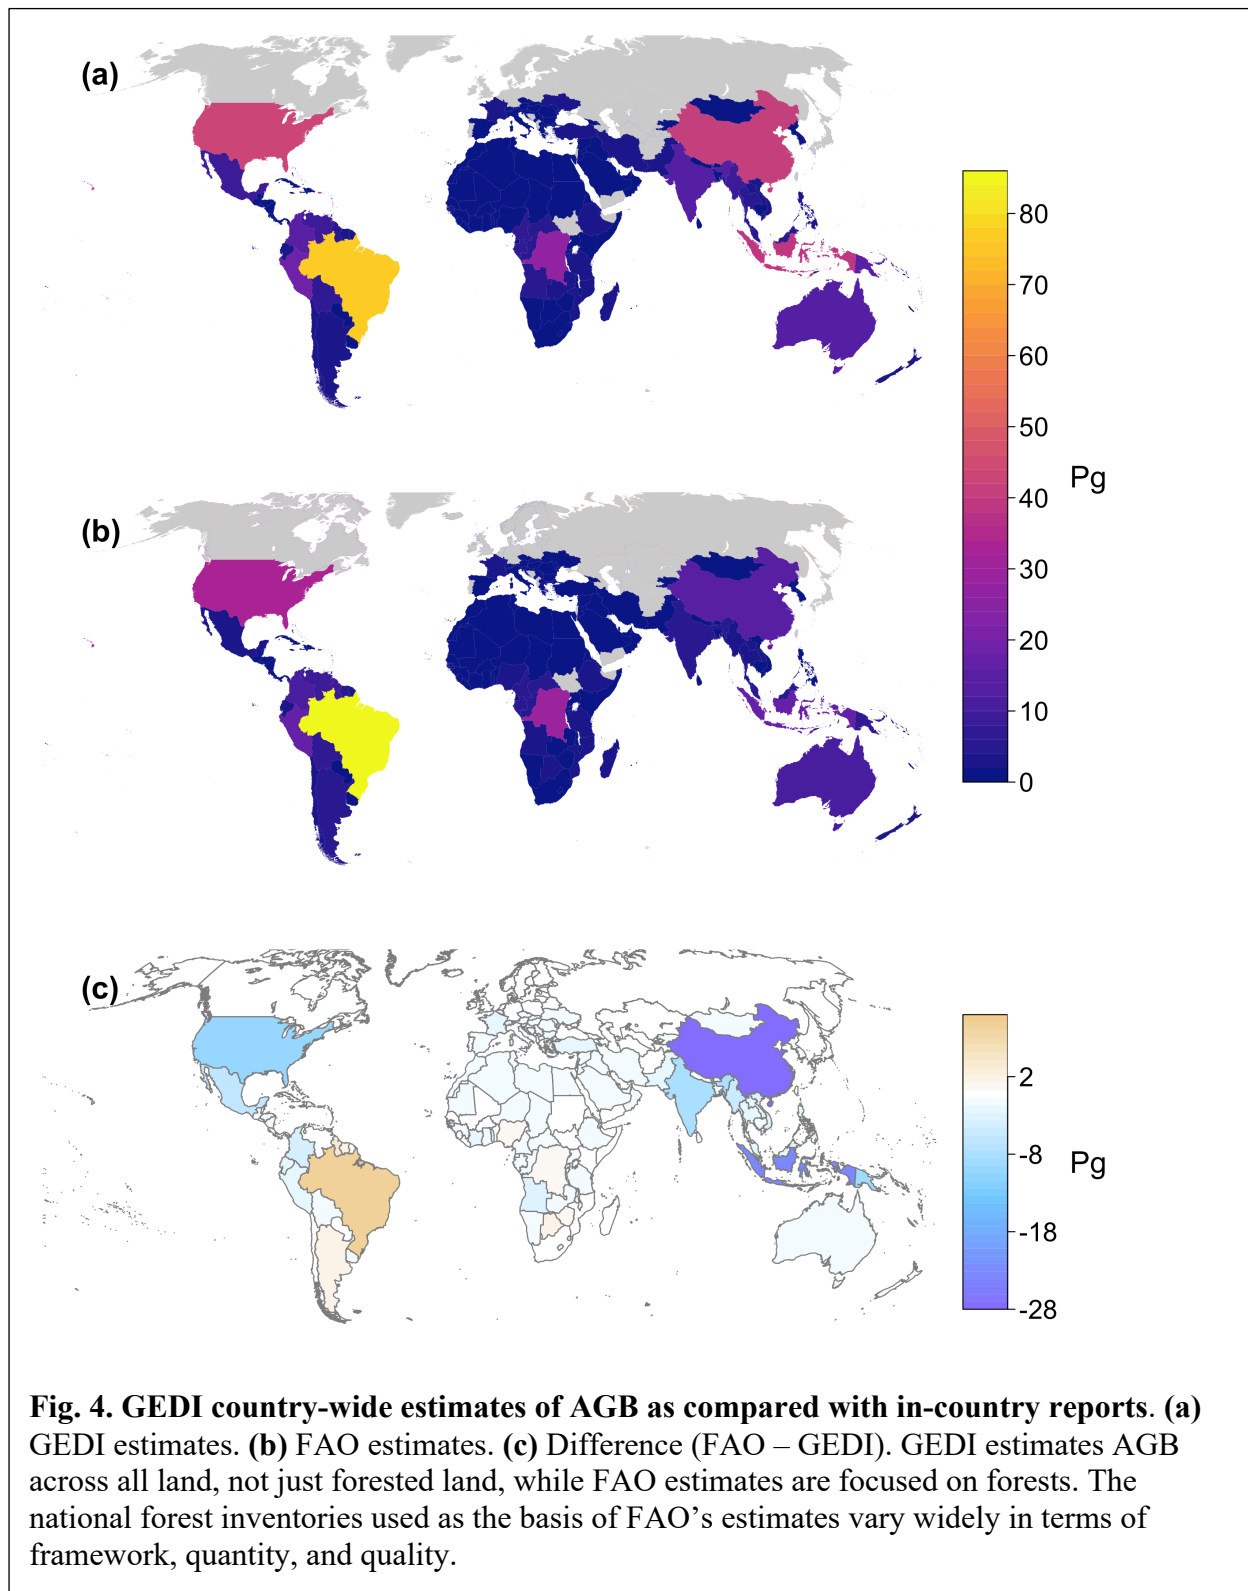 (a)
80
70
60
50
40
30
20
10
0
Pg
(b)
(c)
2
-8
-18
-28
Pg
Fig. 4. GEDI country-wide estimates of AGB as compared with in-country reports. (a)
GEDI estimates. (b) FAO estimates. (c) Difference (FAO – GEDI). GEDI estimates AGB
across all land, not just forested land, while FAO estimates are focused on forests. The
national forest inventories used as the basis of FAO’s estimates vary widely in terms of
framework, quantity, and quality.